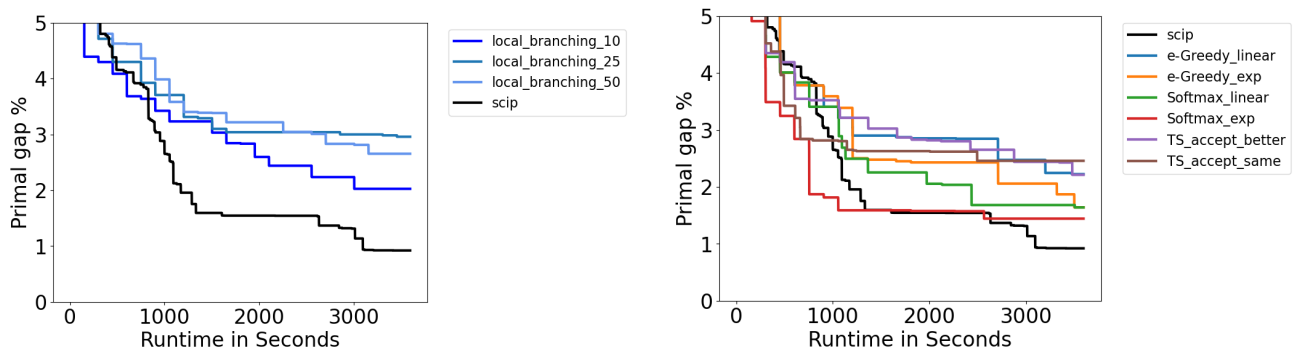 5
4
3
2
1
0
Primal gap %
0 1000 2000 3000
Runtime in Seconds
local_branching_10
local_branching_25
local_branching_50
scip
5
4
3
2
1
0
Primal gap %
0 1000 2000 3000
Runtime in Seconds
scip
e-Greedy_linear
e-Greedy_exp
Softmax_linear
Softmax_exp
TS_accept_better
TS_accept_same